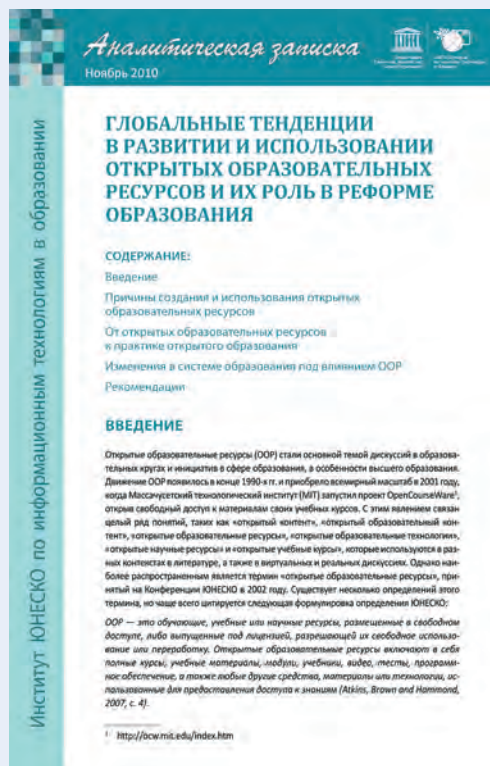 Аналитическая записка
Ноябрь 2010
Институт ЮНЕСКО по информационным технологиям в образовании
ГЛОБАЛЬНЫЕ ТЕНДЕНЦИИ
В РАЗВИТИИ И ИСПОЛЬЗОВАНИИ
ОТКРЫТЫХ ОБРАЗОВАТЕЛЬНЫХ
РЕСУРСОВ И ИХ РОЛЬ В РЕФОРМЕ
ОБРАЗОВАНИЯ
СОДЕРЖАНИЕ:
Введение
Причины создания и использования открытых
образовательных ресурсов
От открытых образовательных ресурсов
к практике открытого образования
Изменения в системе образования под влиянием ООР
Рекомендации
ВВЕДЕНИЕ
Открытые образовательные ресурсы (ООР) стали основной темой дискуссий в образова-
тельных кругах и инициатив в сфере образования, в особенности высшего образования.
Движение ООР появилось в конце 1990-х гг. и приобрело всемирный масштаб в 2001 году,
когда Массачусетский технологический институт (MIT) запустил проект OpenCourseWare¹,
открыв свободный доступ к материалам своих учебных курсов. С этим явлением связан
целый ряд понятий, таких как «открытый контент», «открытый образовательный кон-
тент», «открытые образовательные ресурсы», «открытые образовательные технологии»,
«открытые научные ресурсы» и «открытые учебные курсы», которые используются в раз-
ных контекстах в литературе, а также в виртуальных и реальных дискуссиях. Однако наи-
более распространенным является термин «открытые образовательные ресурсы», при-
нятый на Конференции ЮНЕСКО в 2002 году. Существует несколько определений этого
термина, но чаще всего цитируется следующая формулировка определения ЮНЕСКО:
ООР — это обучающие, учебные или научные ресурсы, размещенные в свободном
доступе, либо выпущенные под лицензией, разрешающей их свободное использо-
вание или переработку. Открытые образовательные ресурсы включают в себя
полные курсы, учебные материалы, модули, учебники, видео, тесты, программ-
ное обеспечение, а также любые другие средства, материалы или технологии, ис-
пользованные для предоставления доступа к знаниям (Atkins, Brown and Hammond,
2007, с. 4).
¹ http://ocw.mit.edu/index.htm